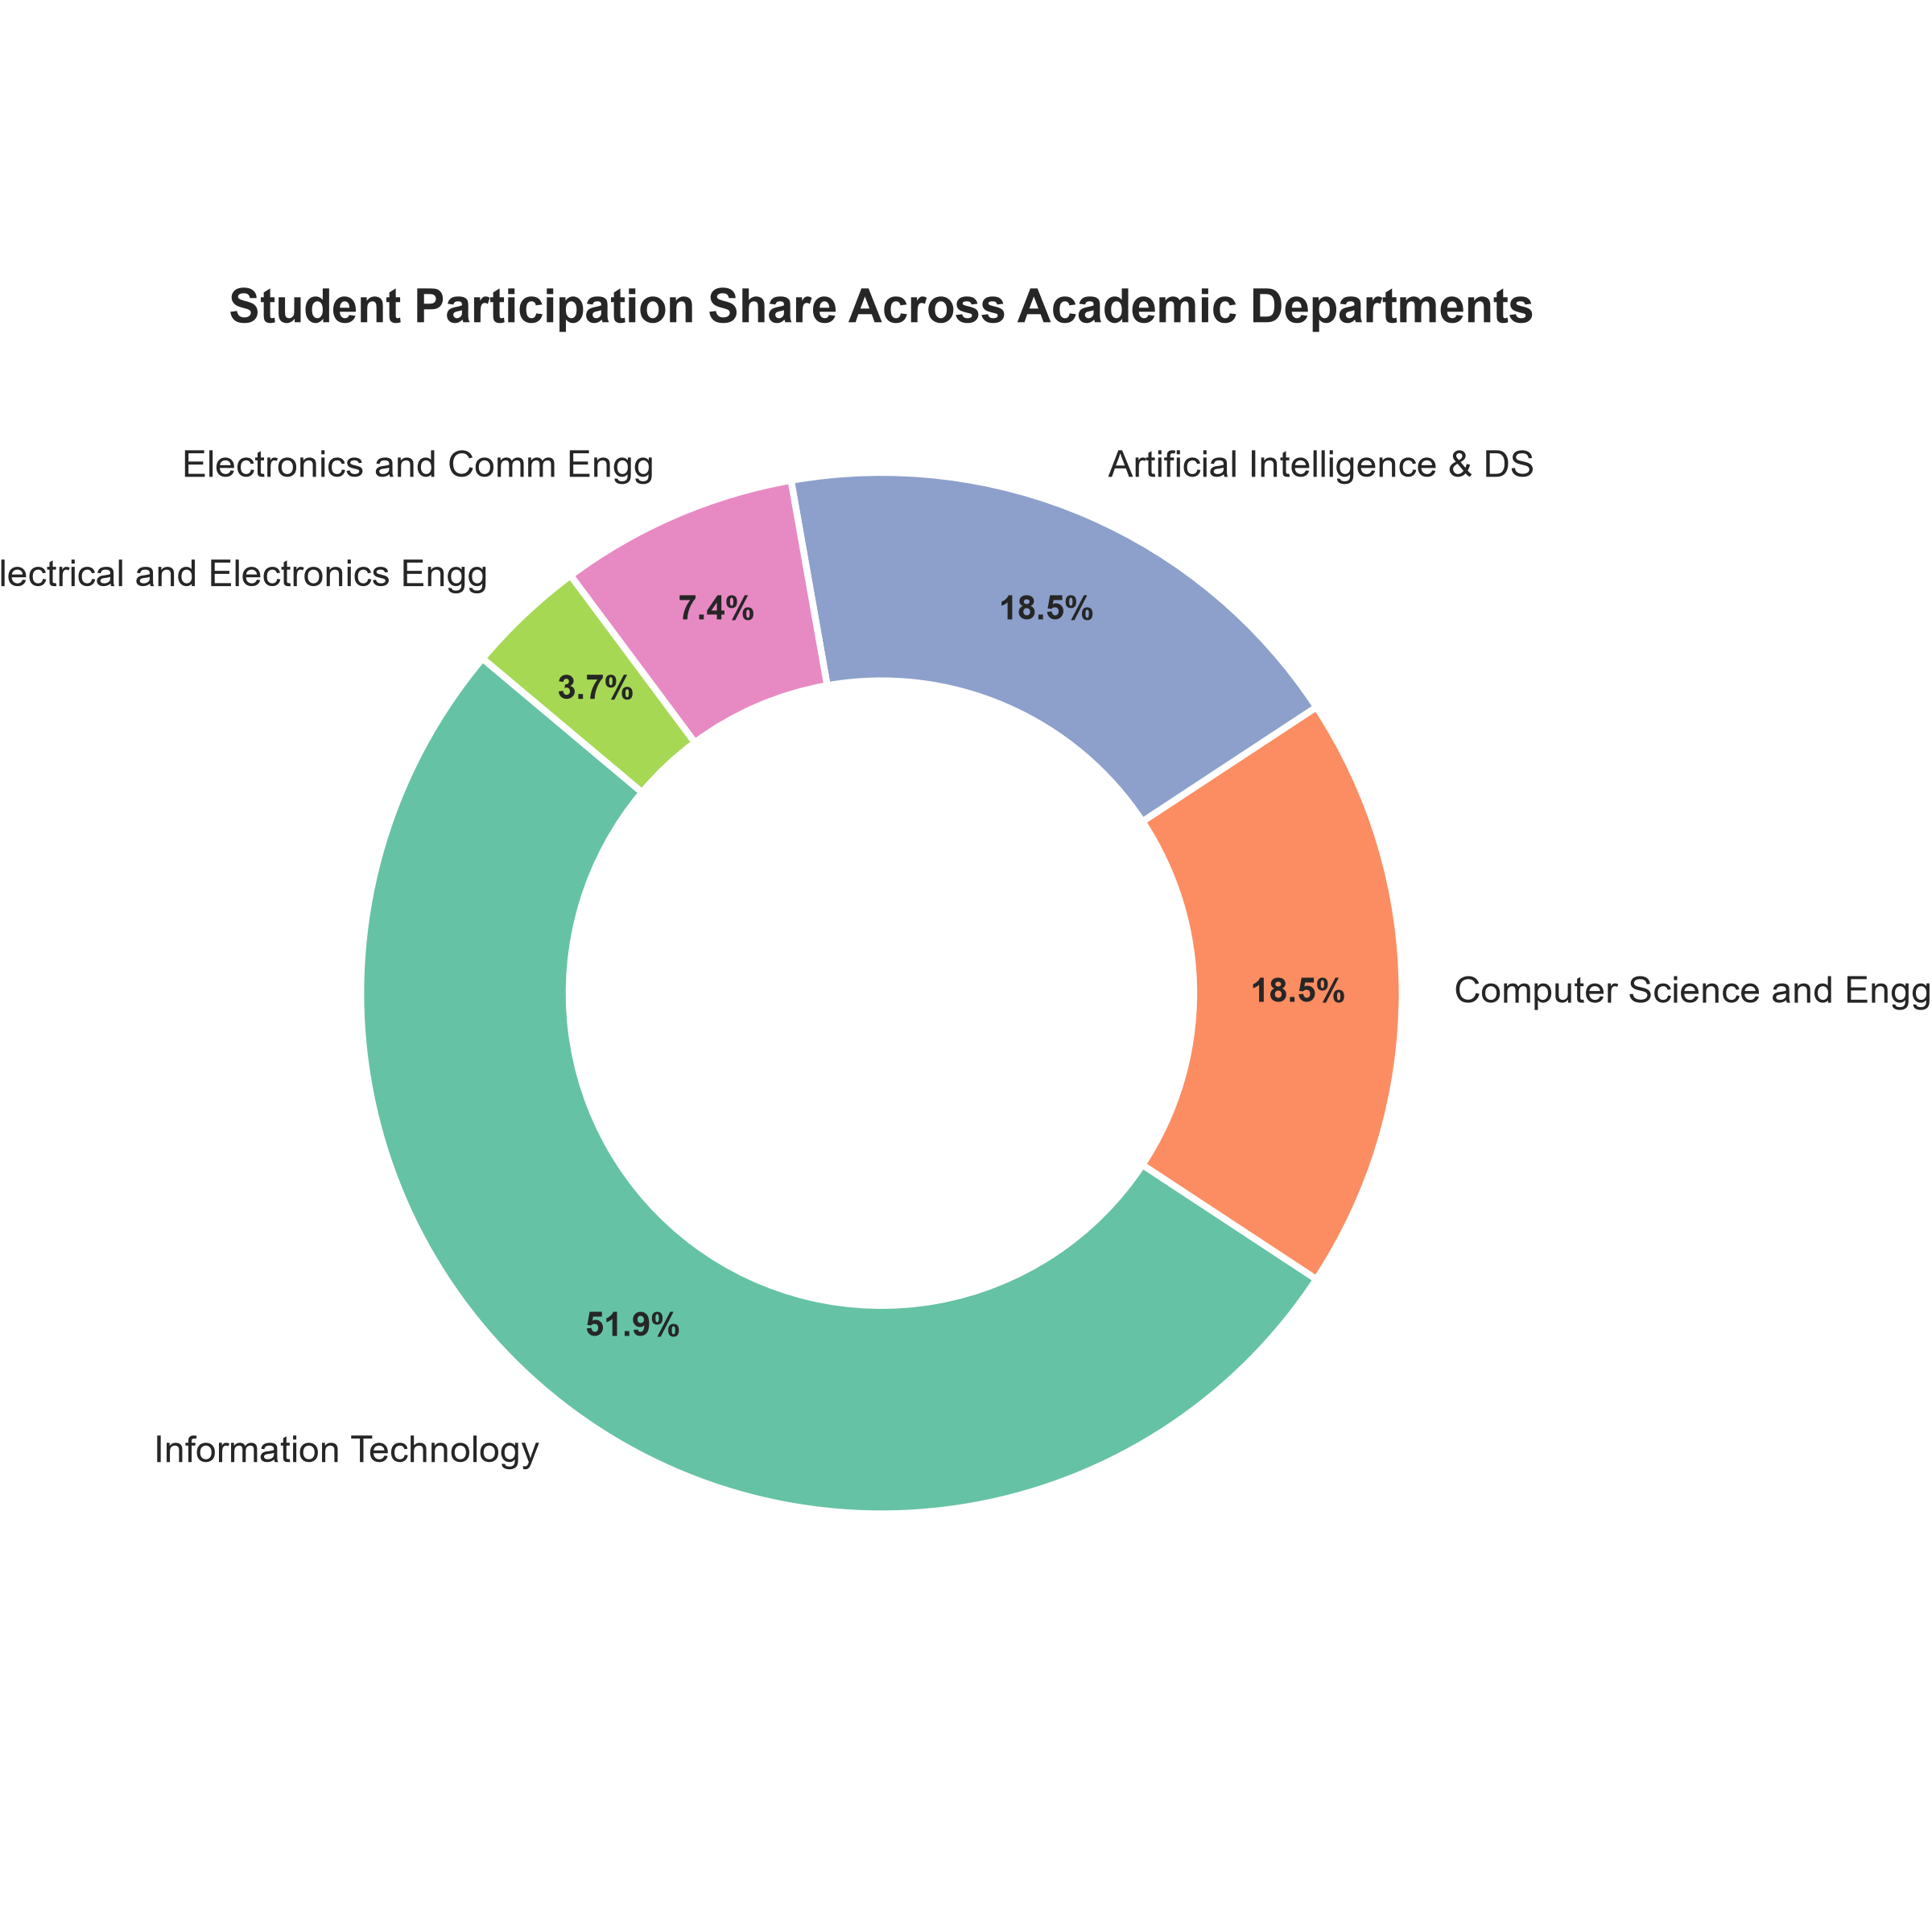 Student Participation Share Across Academic Departments
Electronics and Comm Engg
Artificial Intelligence & DS
lectrical and Electronics Engg
7.4%
18.5%
3.7%
18.5%
Computer Science and Engg
51.9%
Information Technology